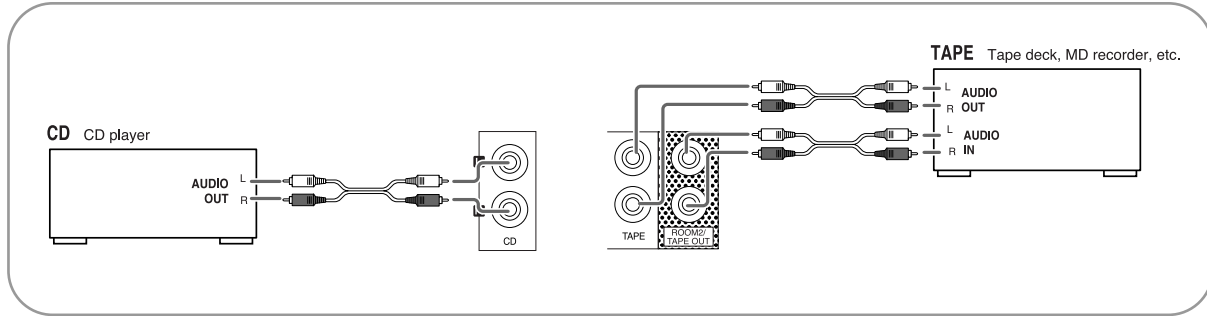 CD CD player
AUDIO OUT
L
R
CD
TAPE Tape deck, MD recorder, etc.
L
R
AUDIO OUT
L
R
AUDIO IN
TAPE
ROOM2/
TAPE OUT